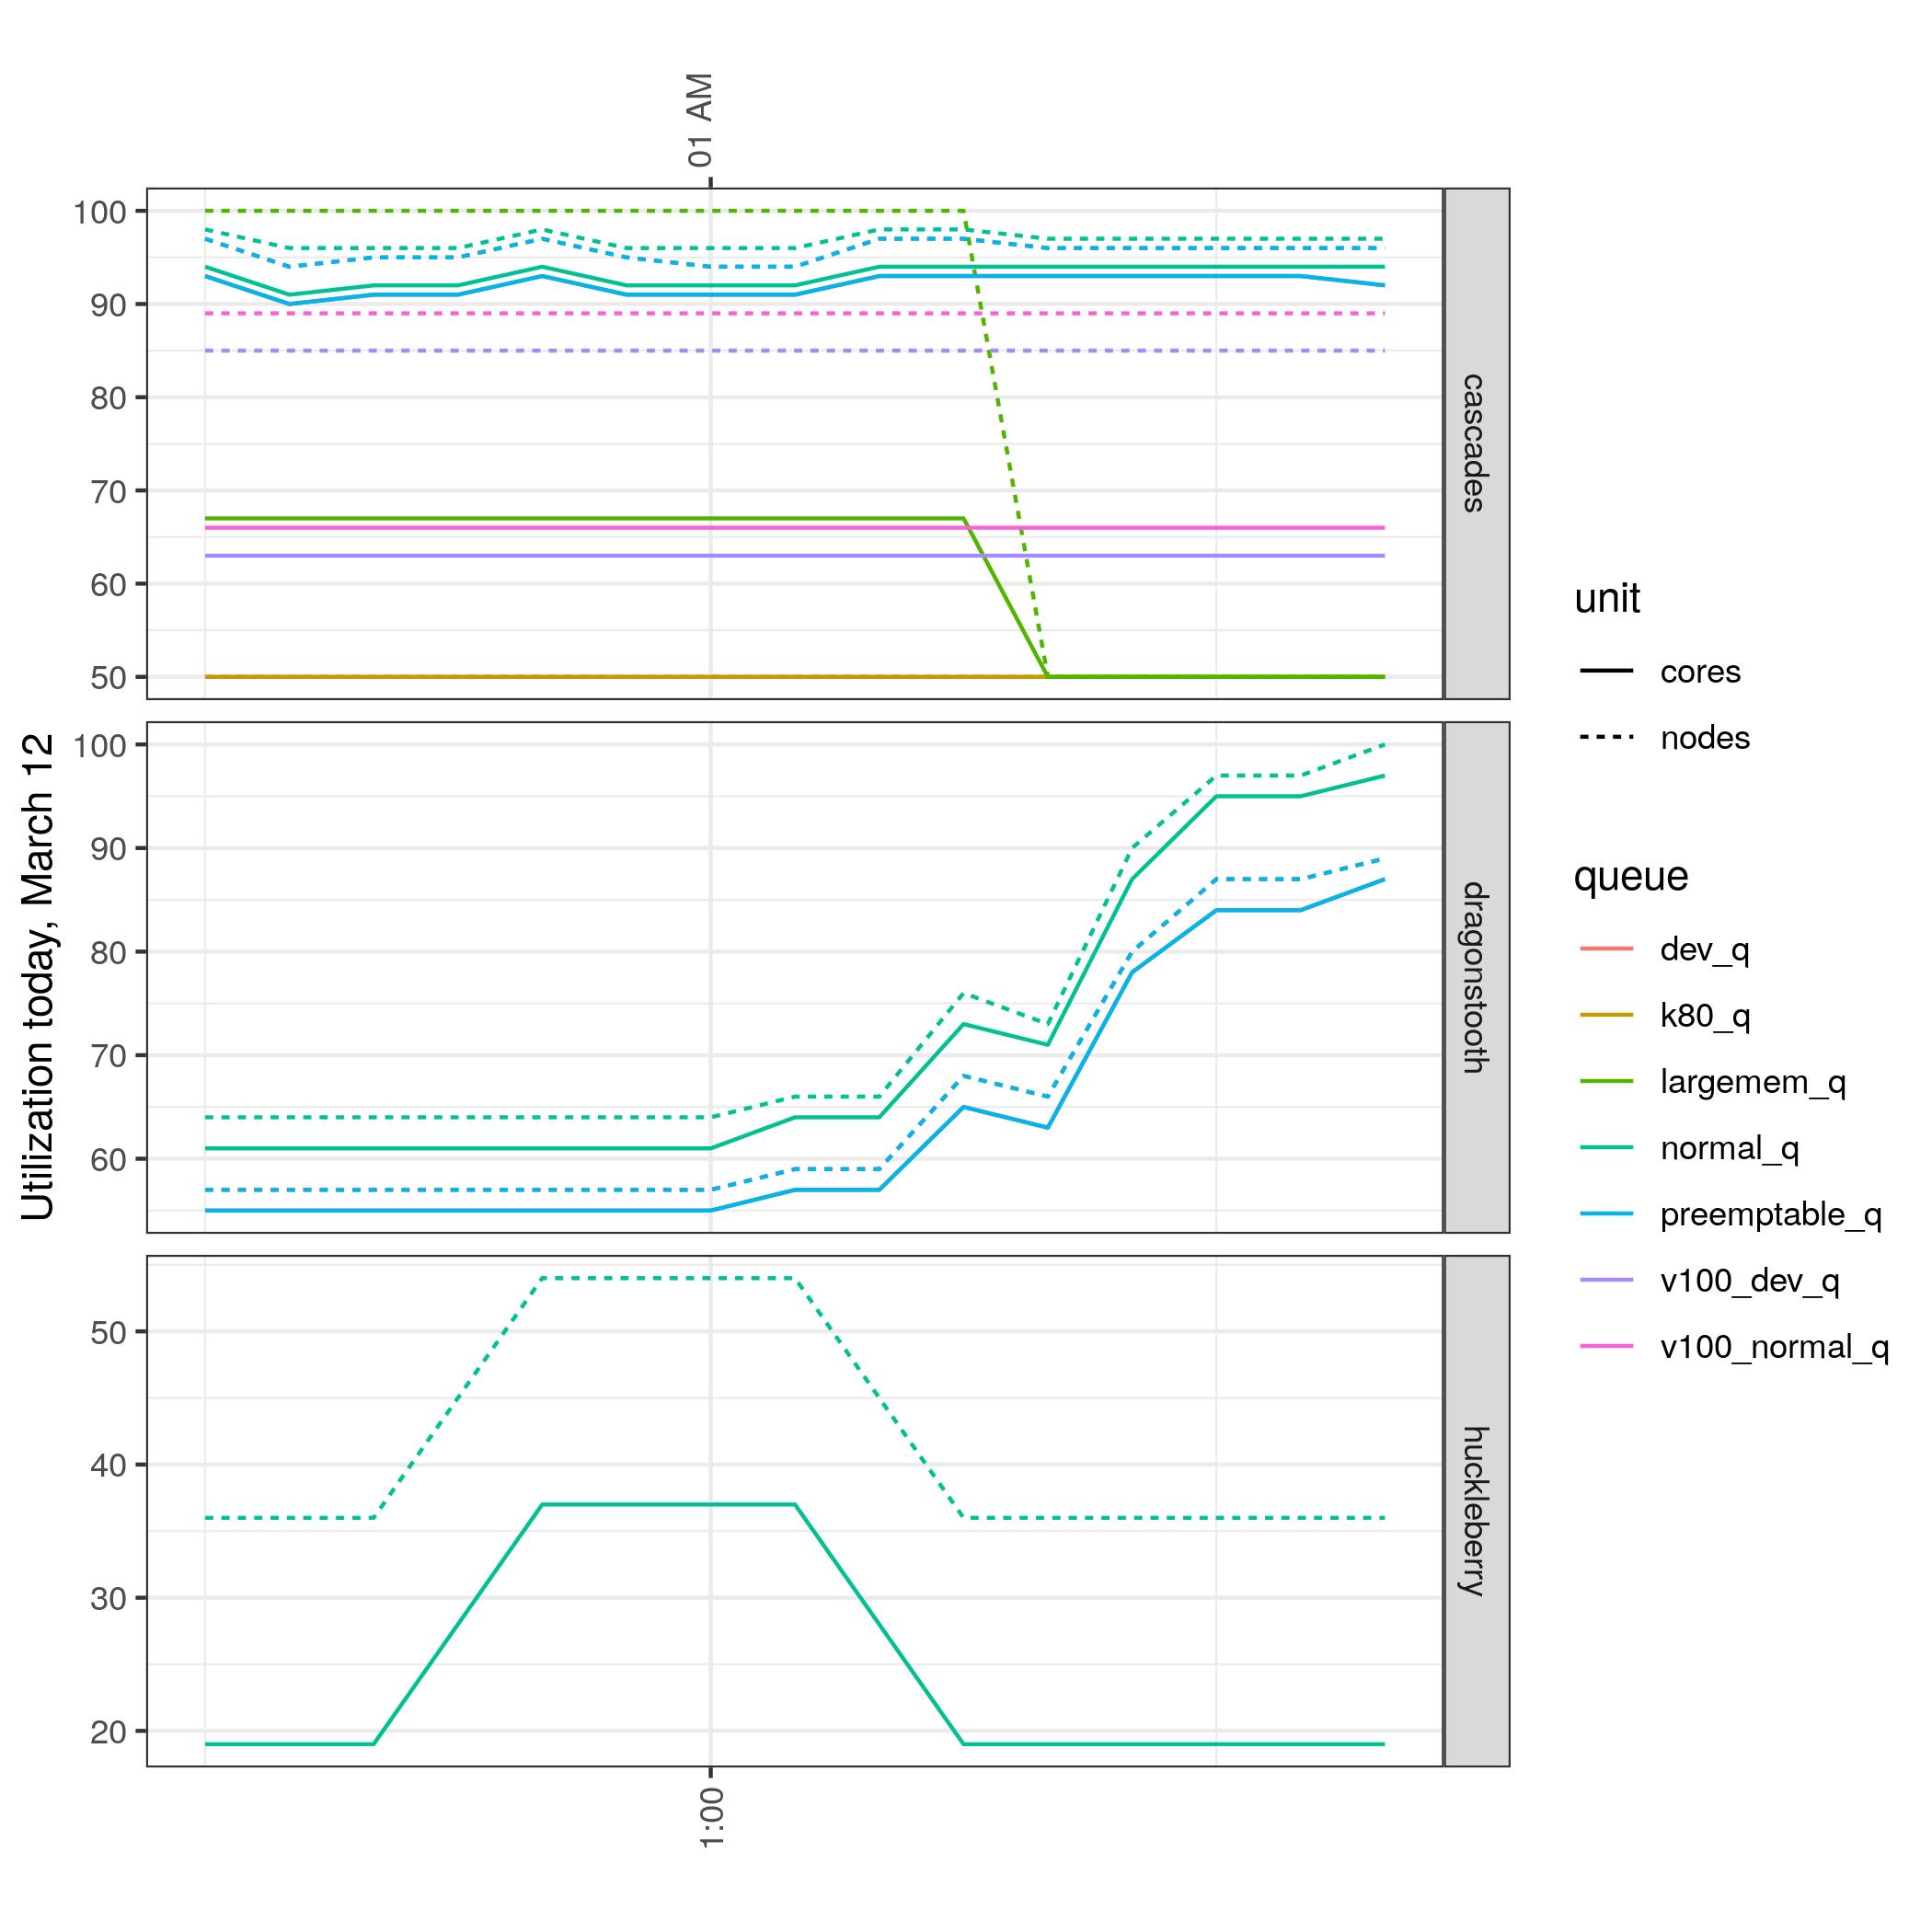 01 AM
Utilization today, March 12
100
90
80
70
60
50
cascades
100
90
80
70
60
dragonstooth
50
40
30
20
huckleberry
1:00
unit
cores
nodes
queue
dev_q
k80_q
largemem_q
normal_q
preemptable_q
v100_dev_q
v100_normal_q